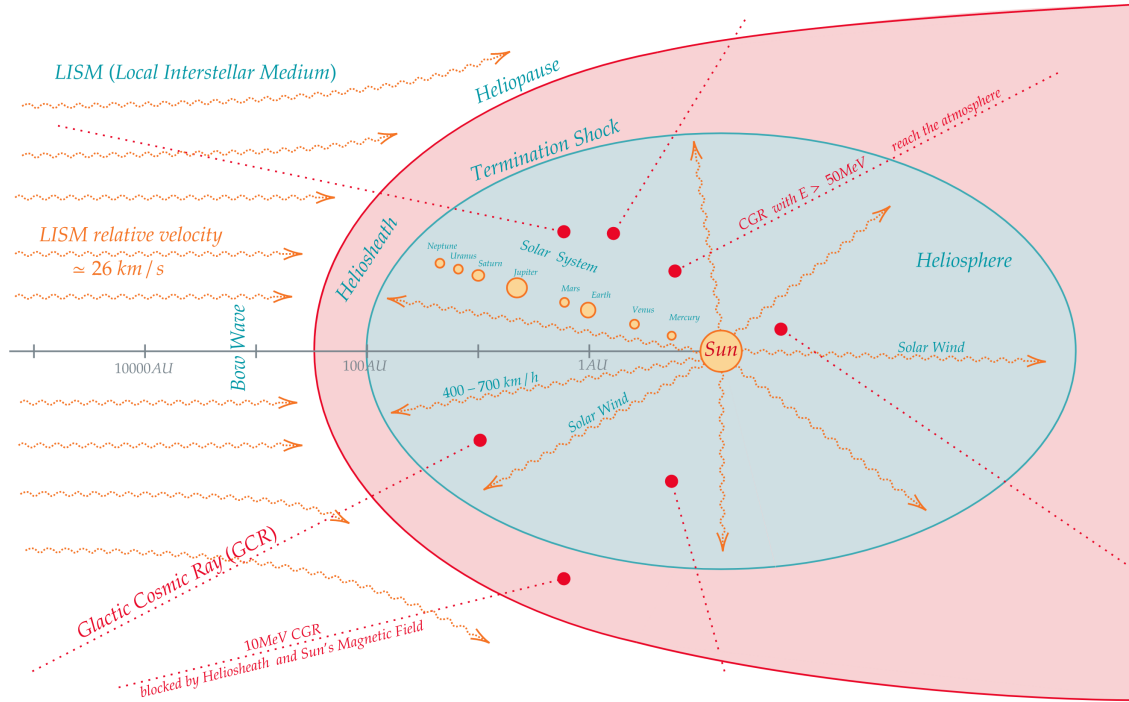 LISM (Local Interstellar Medium)
Heliopause
Termination Shock
reach the atmosphere
CGR with E > 50MeV
LISM relative velocity
≃ 26 km/s
Heliosheath
Solar System
Heliosphere
Neptune
Uranus
Saturn
Jupiter
Mars
Earth
Venus
Mercury
Bow Wave
Sun
Solar Wind
10000AU
100AU
1AU
400 – 700 km/h
Solar Wind
Glactic Cosmic Ray (GCR)
10MeV CGR
blocked by Heliosheath and Sun's Magnetic Field